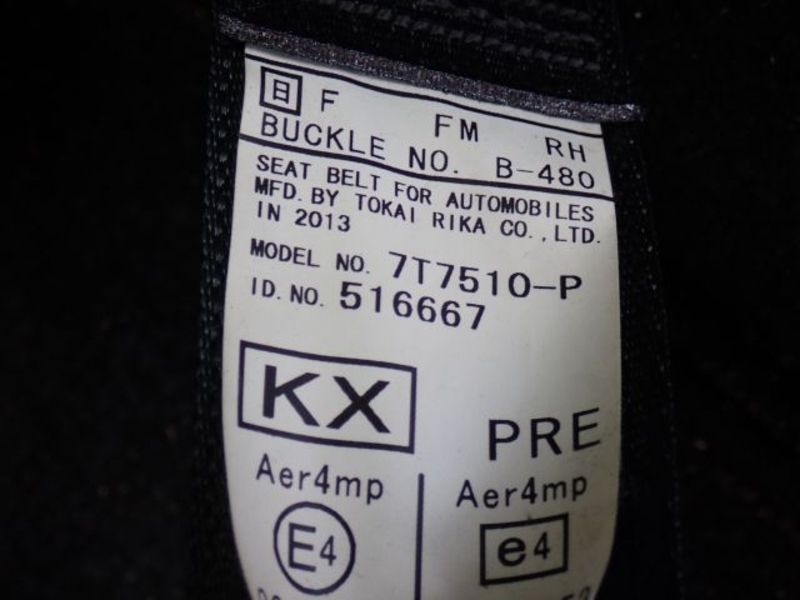 日 F FM RH
BUCKLE NO. B-480
SEAT BELT FOR AUTOMOBILES
MFD. BY TOKAI RIKA CO., LTD.
IN 2013
MODEL NO. 7T7510-P
ID. NO. 516667
KX PRE
Aer4mp Aer4mp
E4 e4